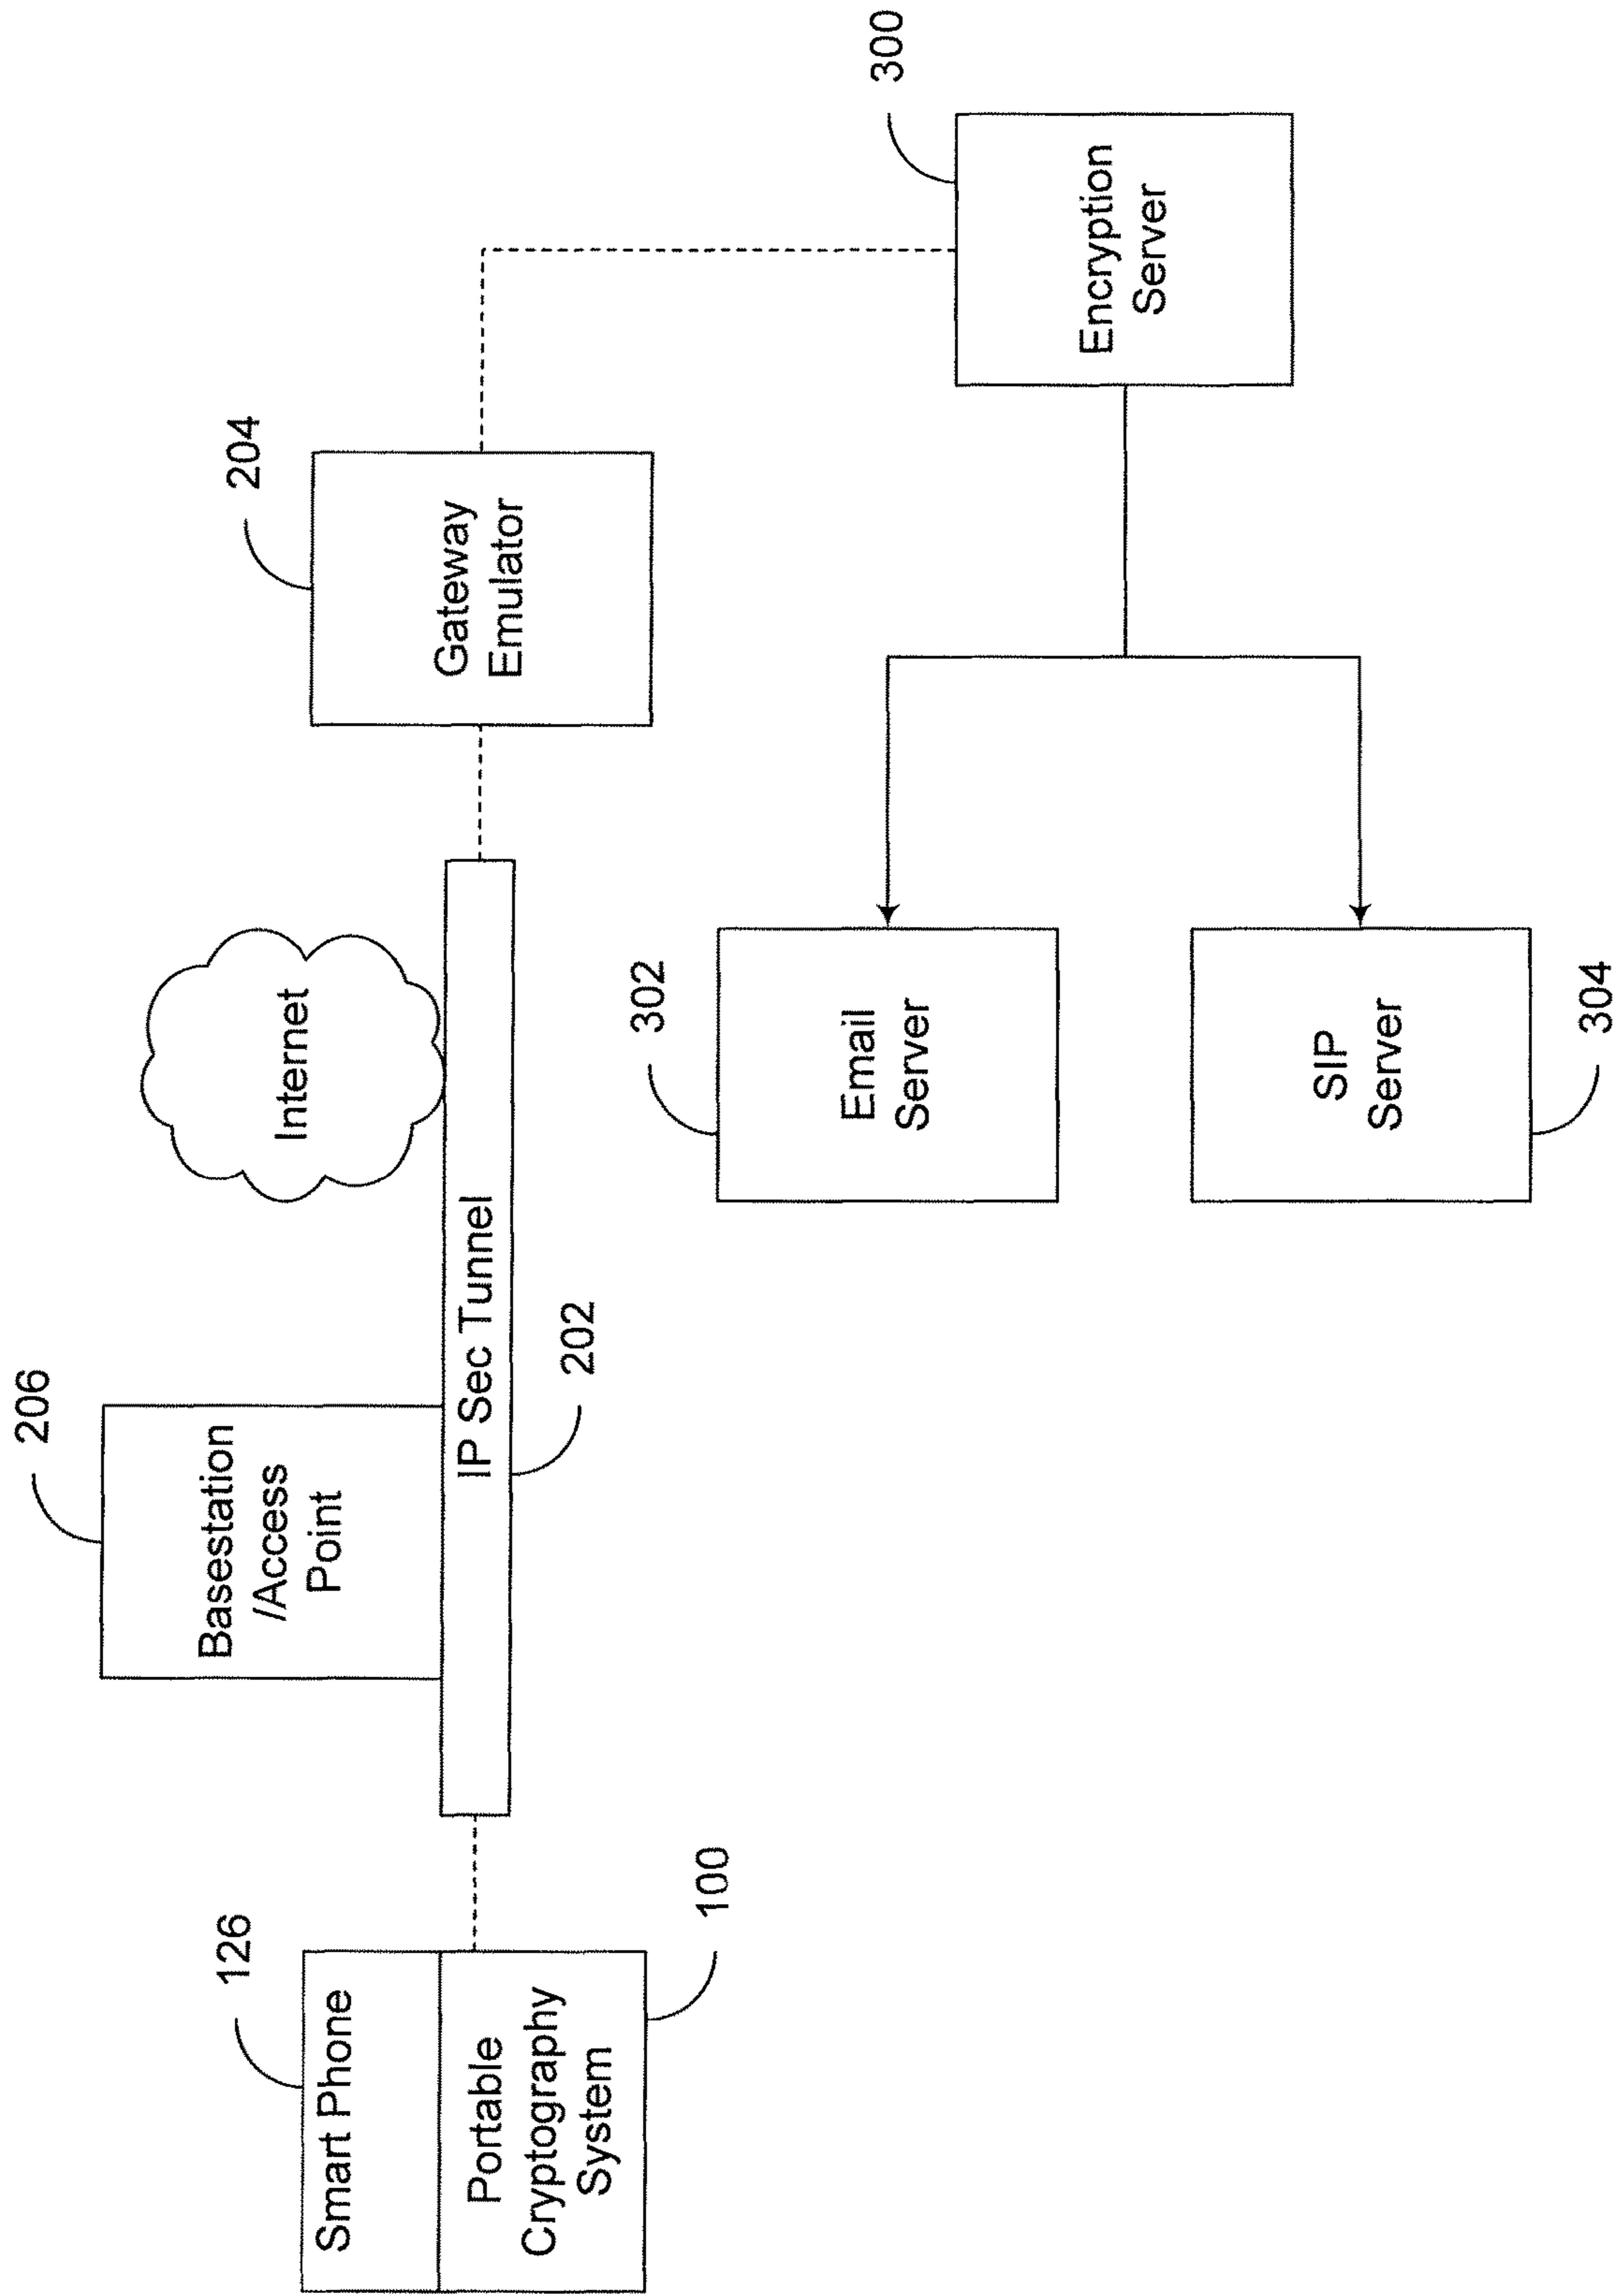 206
Basestation
/Access
Point
Internet
IP Sec Tunnel
202
126
Smart Phone
Portable
Cryptography
System
100
204
Gateway
Emulator
300
Encryption
Server
302
Email
Server
SIP
Server
304